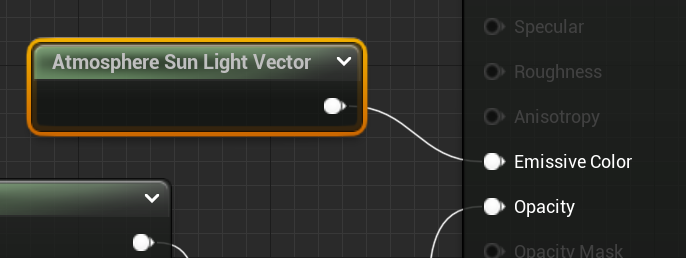 Specular
Atmosphere Sun Light Vector
Roughness
Anisotropy
Emissive Color
Opacity
Opacity Mask